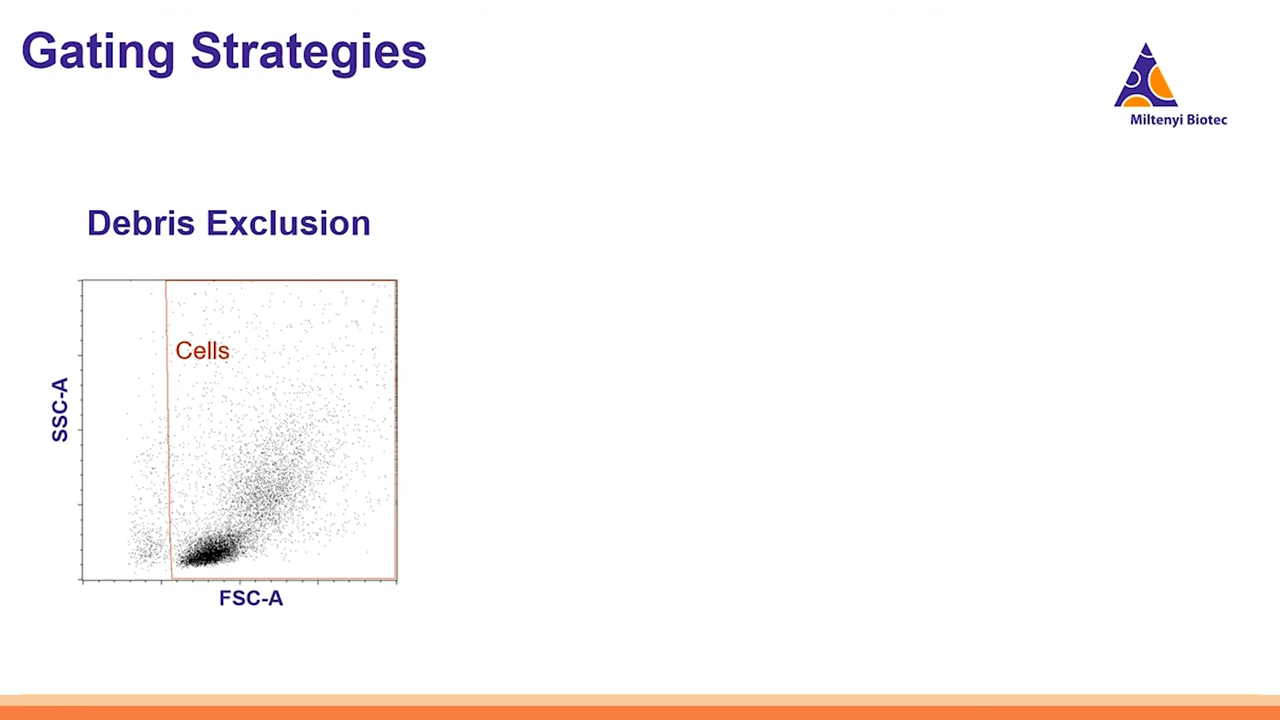 Gating Strategies
Miltenyi Biotec
Debris Exclusion
Cells
SSC-A
FSC-A